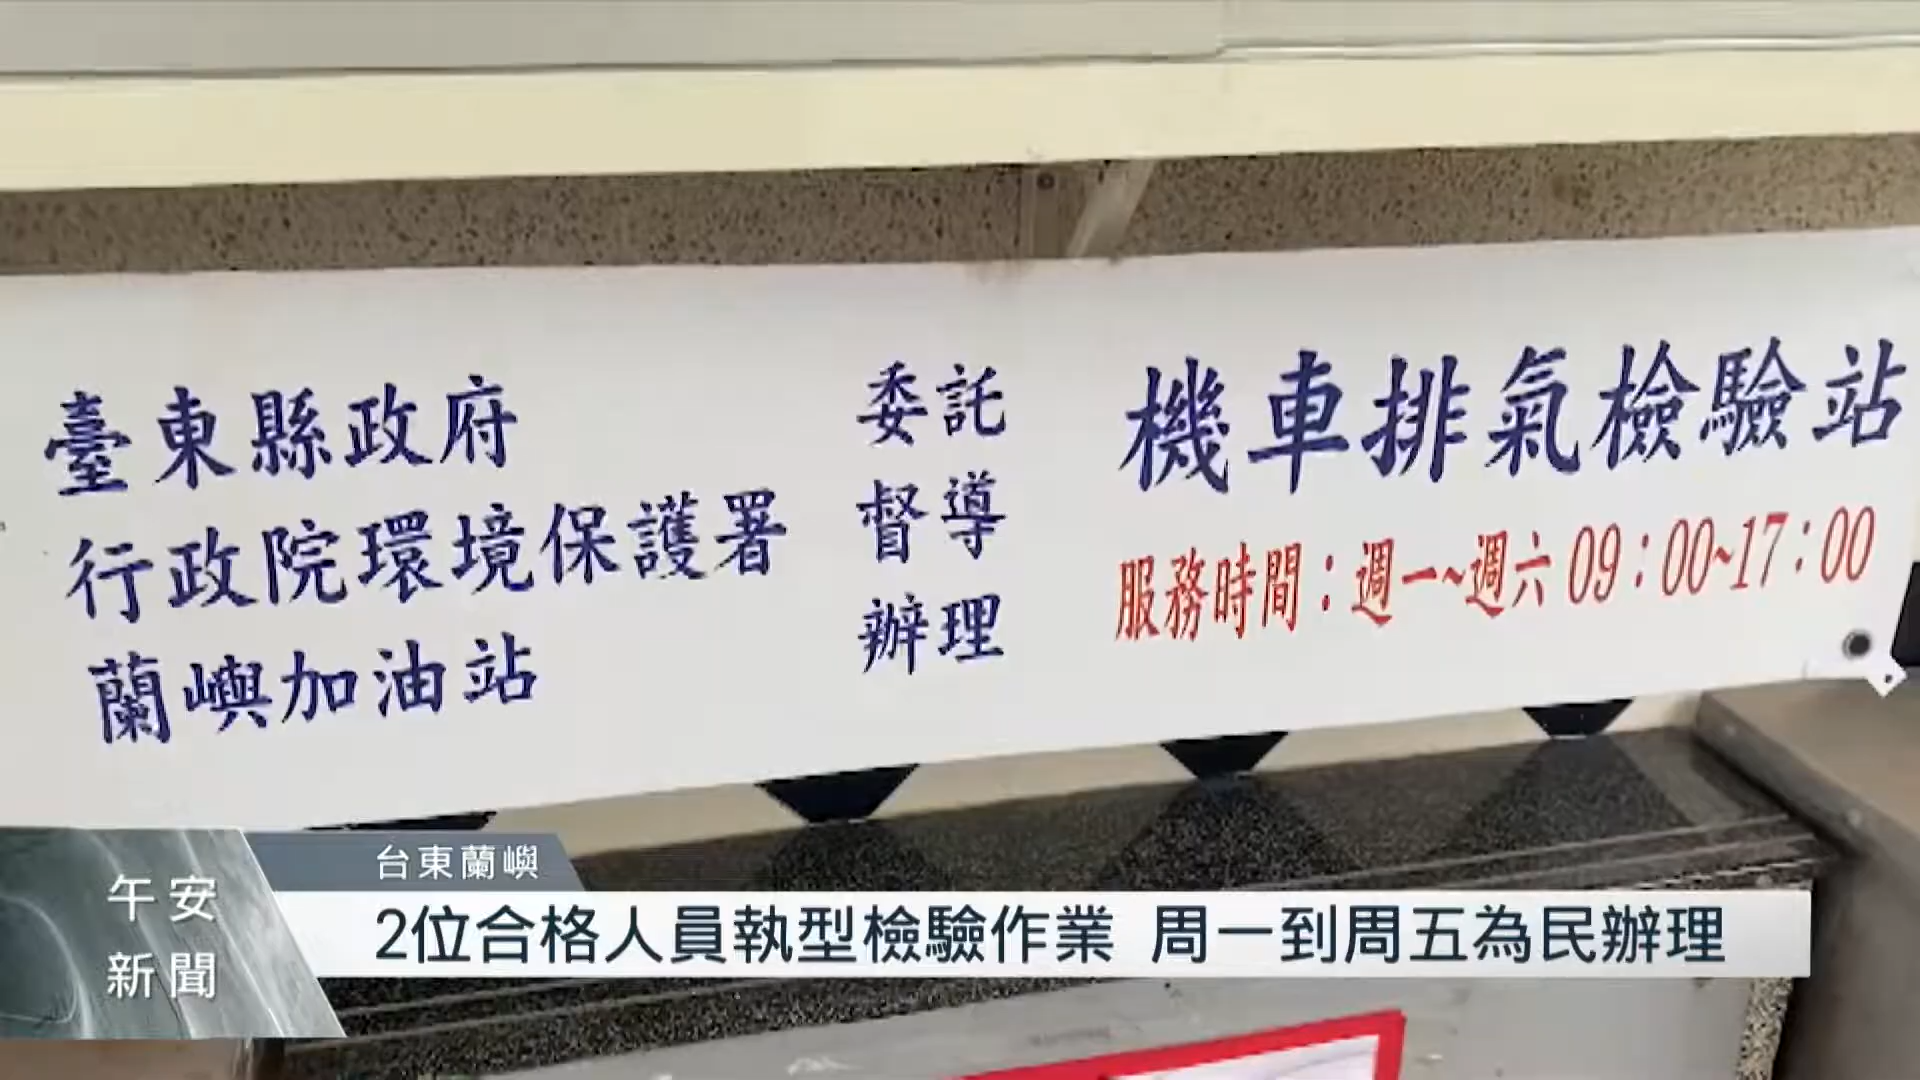 臺東縣政府 委託
行政院環境保護署 督導
蘭嶼加油站 辦理
機車排氣檢驗站
服務時間：週一~週六 09：00~17：00
台東蘭嶼
午安
新聞
2位合格人員執型檢驗作業 周一到周五為民辦理